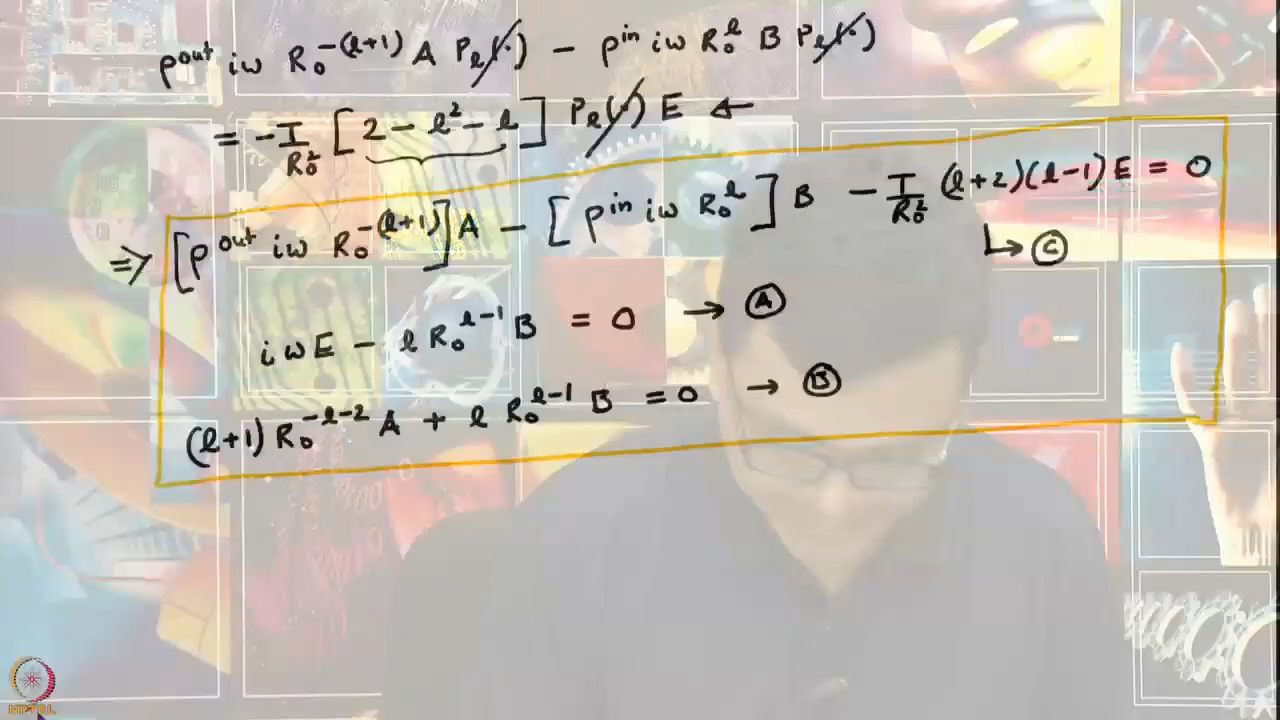 ρ^out iω R₀^-(l+1) A Pₗ(·) − ρ^in iω R₀^l B Pₗ(·)
= −T/R₀² [2 − l² − l] Pₗ(·) E ←
⇒ [ρ^out iω R₀^-(l+1)] A − [ρ^in iω R₀^l] B − T/R₀² (l+2)(l−1) E = 0
↳ Ⓒ
iωE − l R₀^l−1 B = 0 → Ⓐ
(l+1) R₀^-l-2 A + l R₀^l−1 B = 0 → Ⓑ
NPTEL